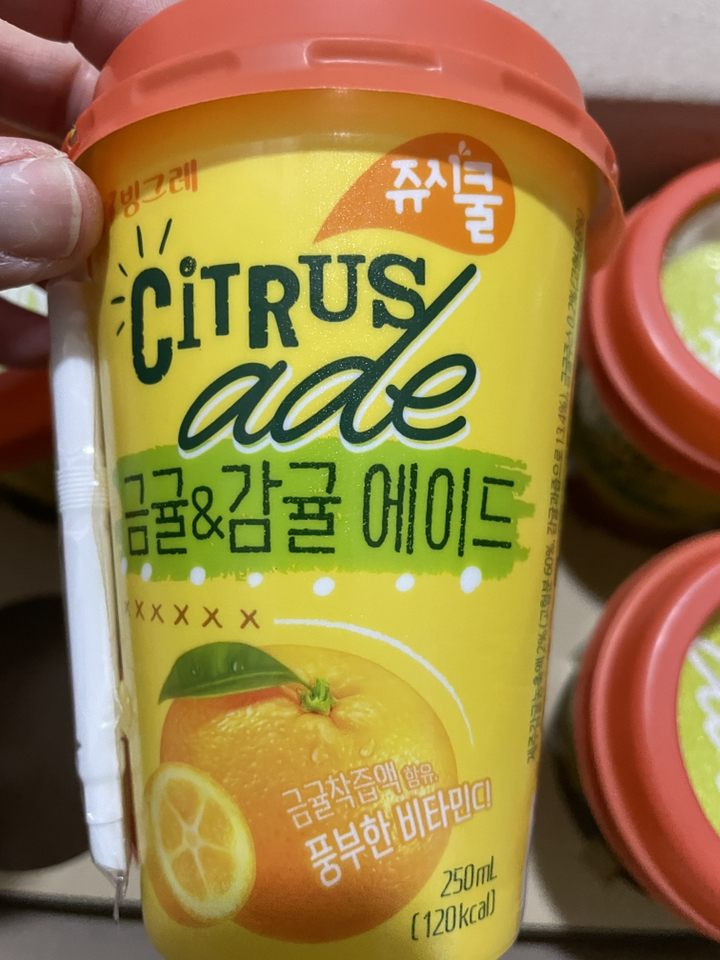 빙그레
쥬시쿨
CiTRUS
ade
금귤&감귤 에이드
x x x x x x
금귤착즙액 함유
풍부한 비타민C!
250mL
(120kcal)